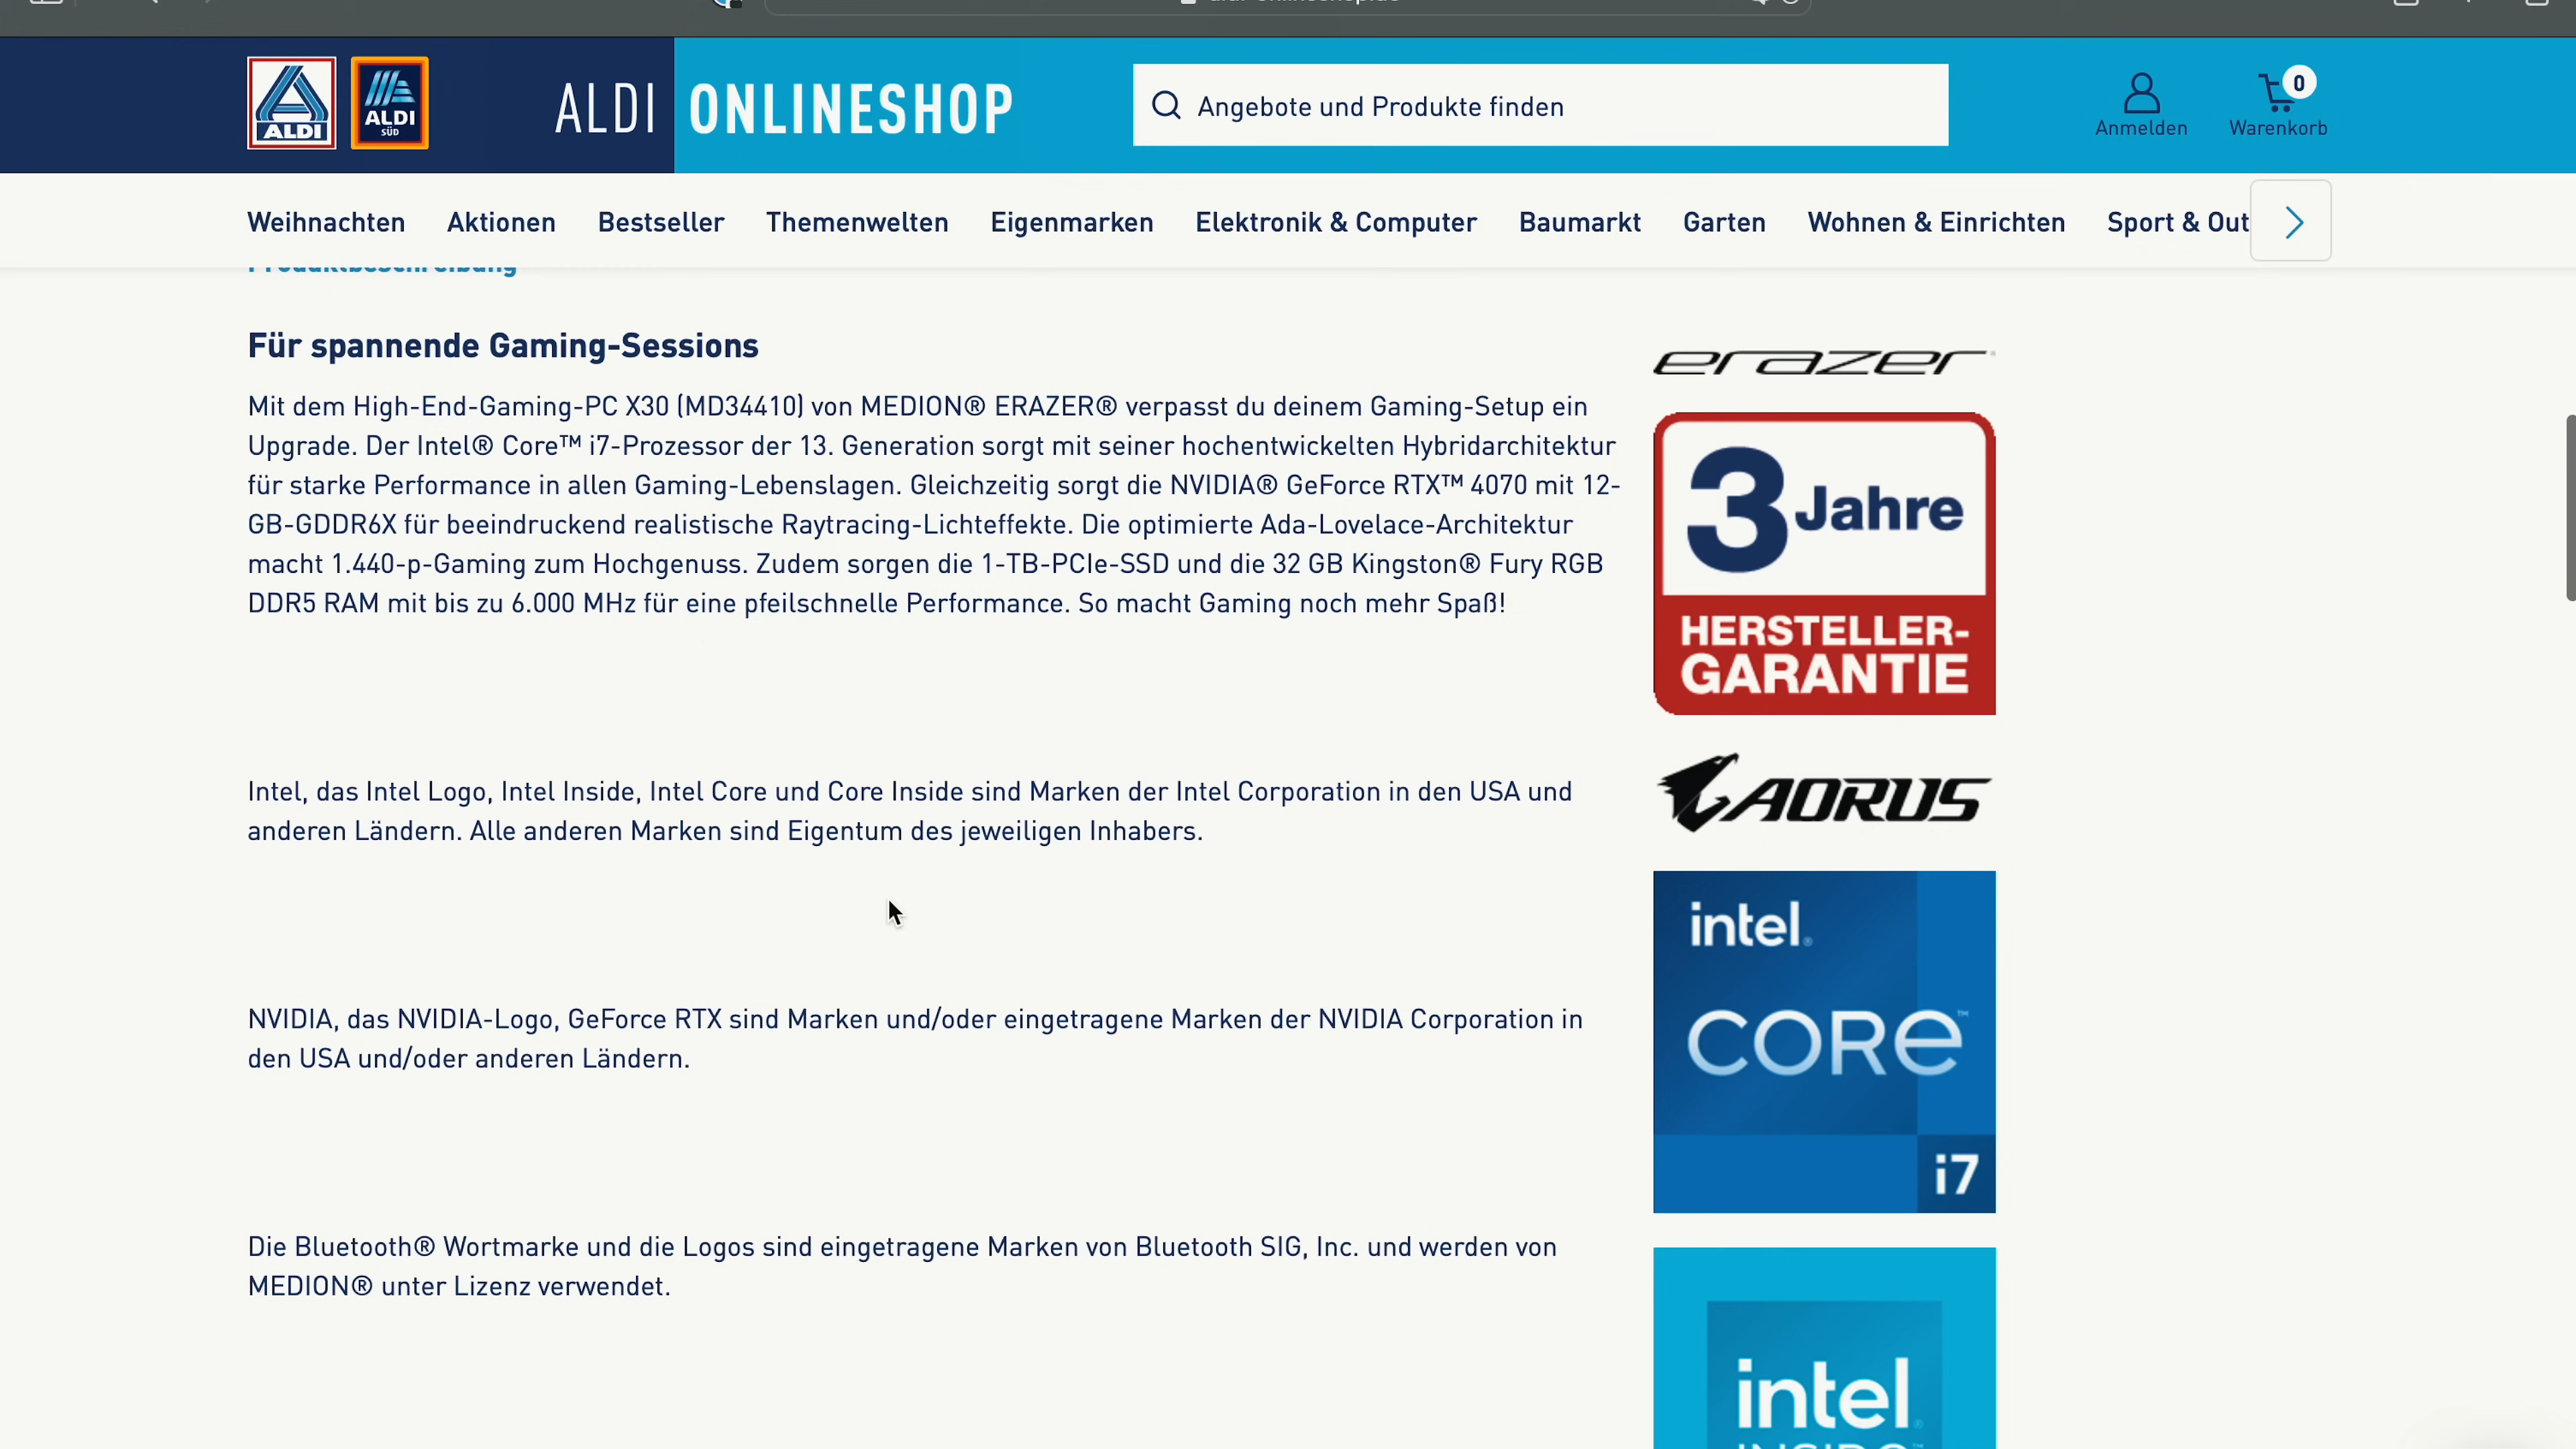 ALDI
ALDI
SÜD
ALDI ONLINESHOP
Angebote und Produkte finden
0
Anmelden
Warenkorb
Weihnachten Aktionen Bestseller Themenwelten Eigenmarken Elektronik & Computer Baumarkt Garten Wohnen & Einrichten Sport & Out
Produktbeschreibung
Für spannende Gaming-Sessions
Mit dem High-End-Gaming-PC X30 (MD34410) von MEDION® ERAZER® verpasst du deinem Gaming-Setup ein
Upgrade. Der Intel® Core™ i7-Prozessor der 13. Generation sorgt mit seiner hochentwickelten Hybridarchitektur
für starke Performance in allen Gaming-Lebenslagen. Gleichzeitig sorgt die NVIDIA® GeForce RTX™ 4070 mit 12-
GB-GDDR6X für beeindruckend realistische Raytracing-Lichteffekte. Die optimierte Ada-Lovelace-Architektur
macht 1.440-p-Gaming zum Hochgenuss. Zudem sorgen die 1-TB-PCIe-SSD und die 32 GB Kingston® Fury RGB
DDR5 RAM mit bis zu 6.000 MHz für eine pfeilschnelle Performance. So macht Gaming noch mehr Spaß!
Intel, das Intel Logo, Intel Inside, Intel Core und Core Inside sind Marken der Intel Corporation in den USA und
anderen Ländern. Alle anderen Marken sind Eigentum des jeweiligen Inhabers.
NVIDIA, das NVIDIA-Logo, GeForce RTX sind Marken und/oder eingetragene Marken der NVIDIA Corporation in
den USA und/oder anderen Ländern.
Die Bluetooth® Wortmarke und die Logos sind eingetragene Marken von Bluetooth SIG, Inc. und werden von
MEDION® unter Lizenz verwendet.
erazer
3 Jahre
HERSTELLER-
GARANTIE
AORUS
intel.
CORE™
i7
intel.